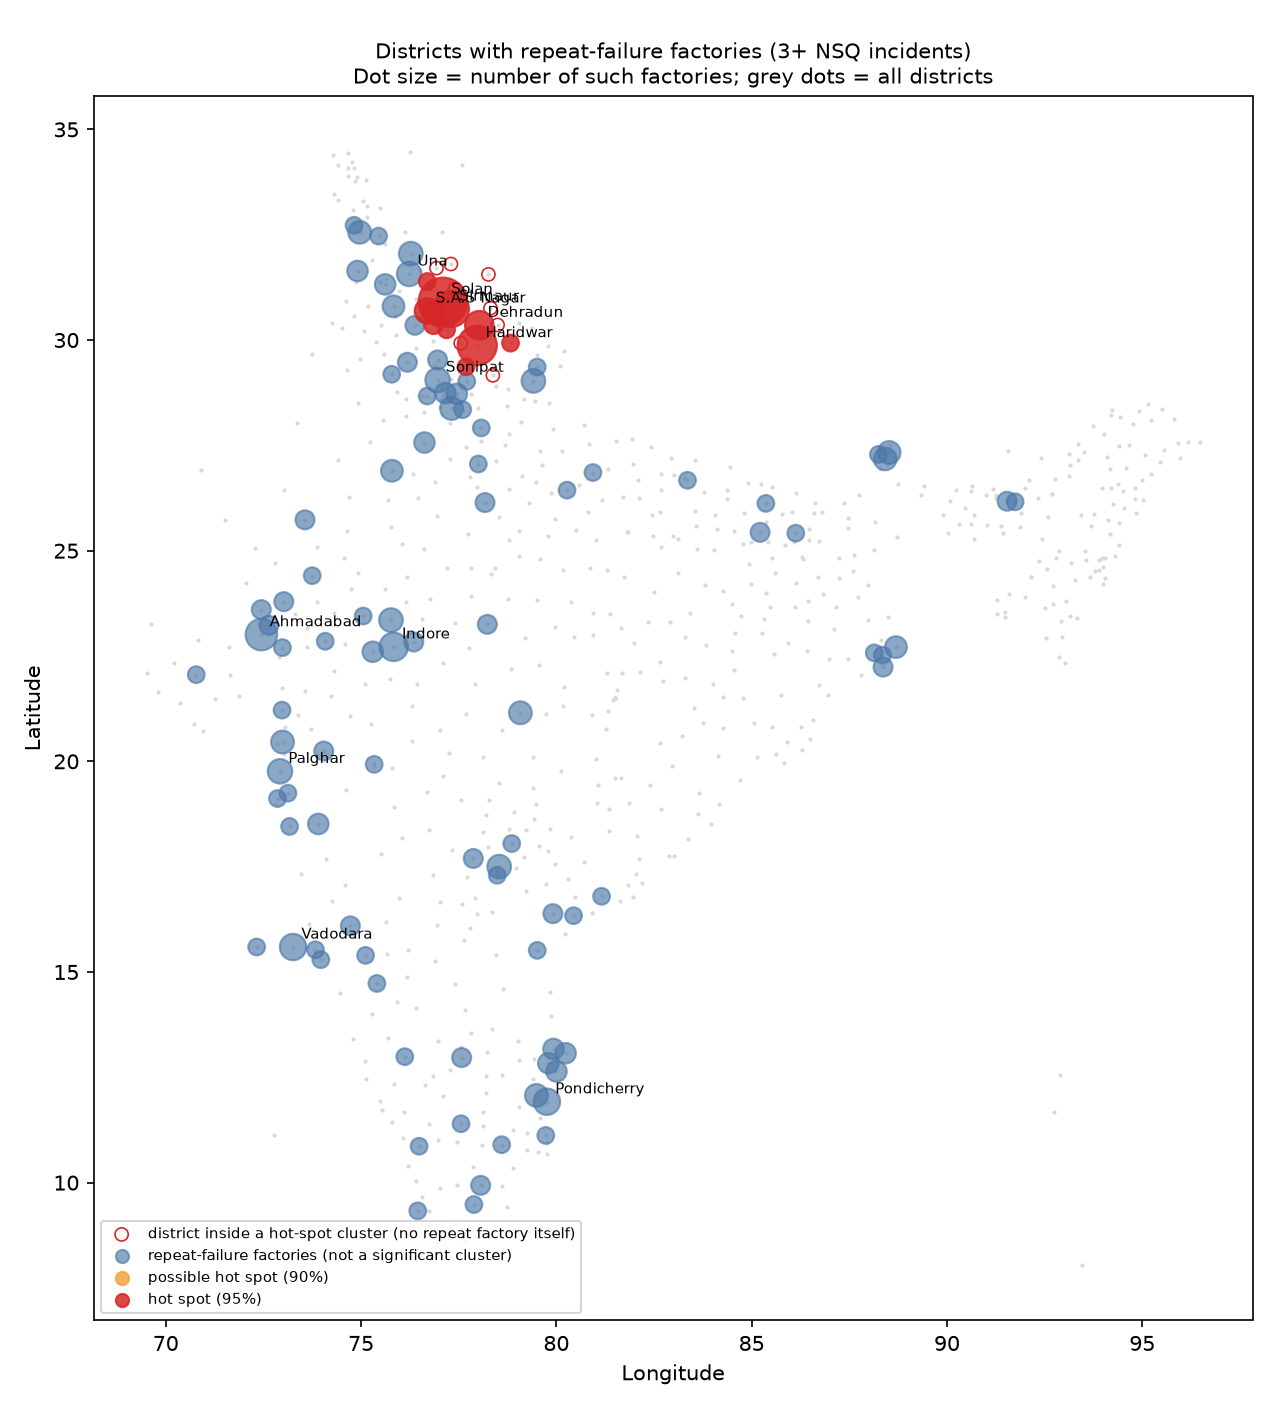 Districts with repeat-failure factories (3+ NSQ incidents)
Dot size = number of such factories; grey dots = all districts
Latitude
35
30
25
20
15
10
Una
Solan
Sirmaur
S.A.S Nagar
Dehradun
Haridwar
Sonipat
Ahmadabad
Indore
Palghar
Vadodara
Pondicherry
district inside a hot-spot cluster (no repeat factory itself)
repeat-failure factories (not a significant cluster)
possible hot spot (90%)
hot spot (95%)
70 75 80 85 90 95
Longitude